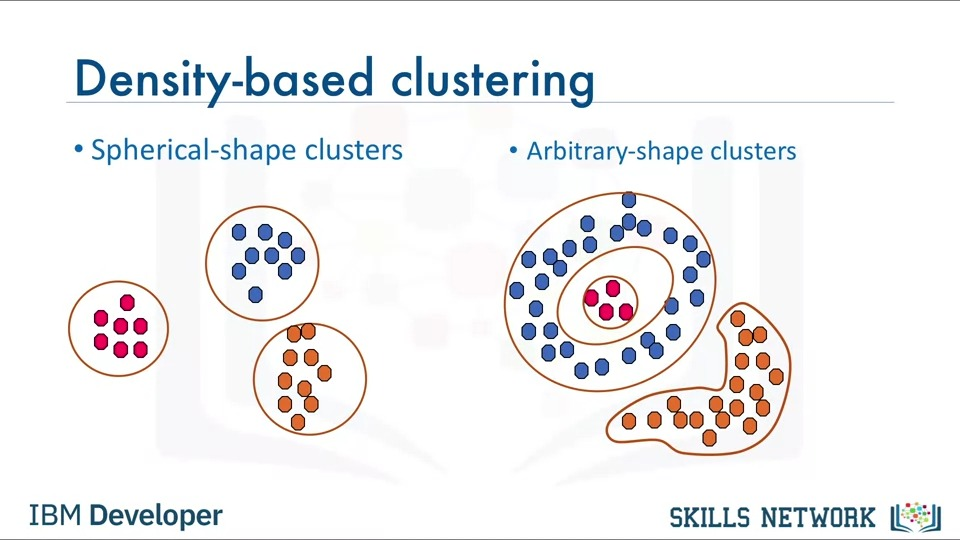 Density-based clustering
• Spherical-shape clusters
• Arbitrary-shape clusters
IBM Developer
SKILLS NETWORK